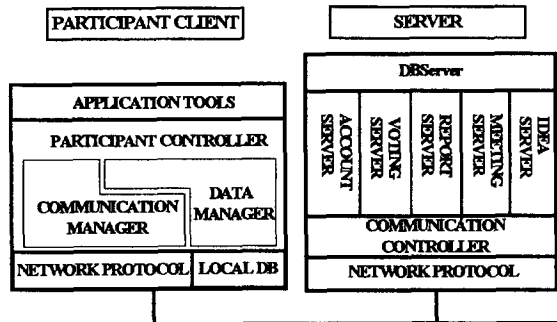 PARTICIPANT CLIENT
SERVER
APPLICATION TOOLS
PARTICIPANT CONTROLLER
COMMUNICATION
MANAGER
DATA
MANAGER
NETWORK PROTOCOL
LOCAL DB
DBServer
ACCOUNT
SERVER
VOTING
SERVER
REPORT
SERVER
MEETING
SERVER
IDEA
SERVER
COMMUNICATION
CONTROLLER
NETWORK PROTOCOL